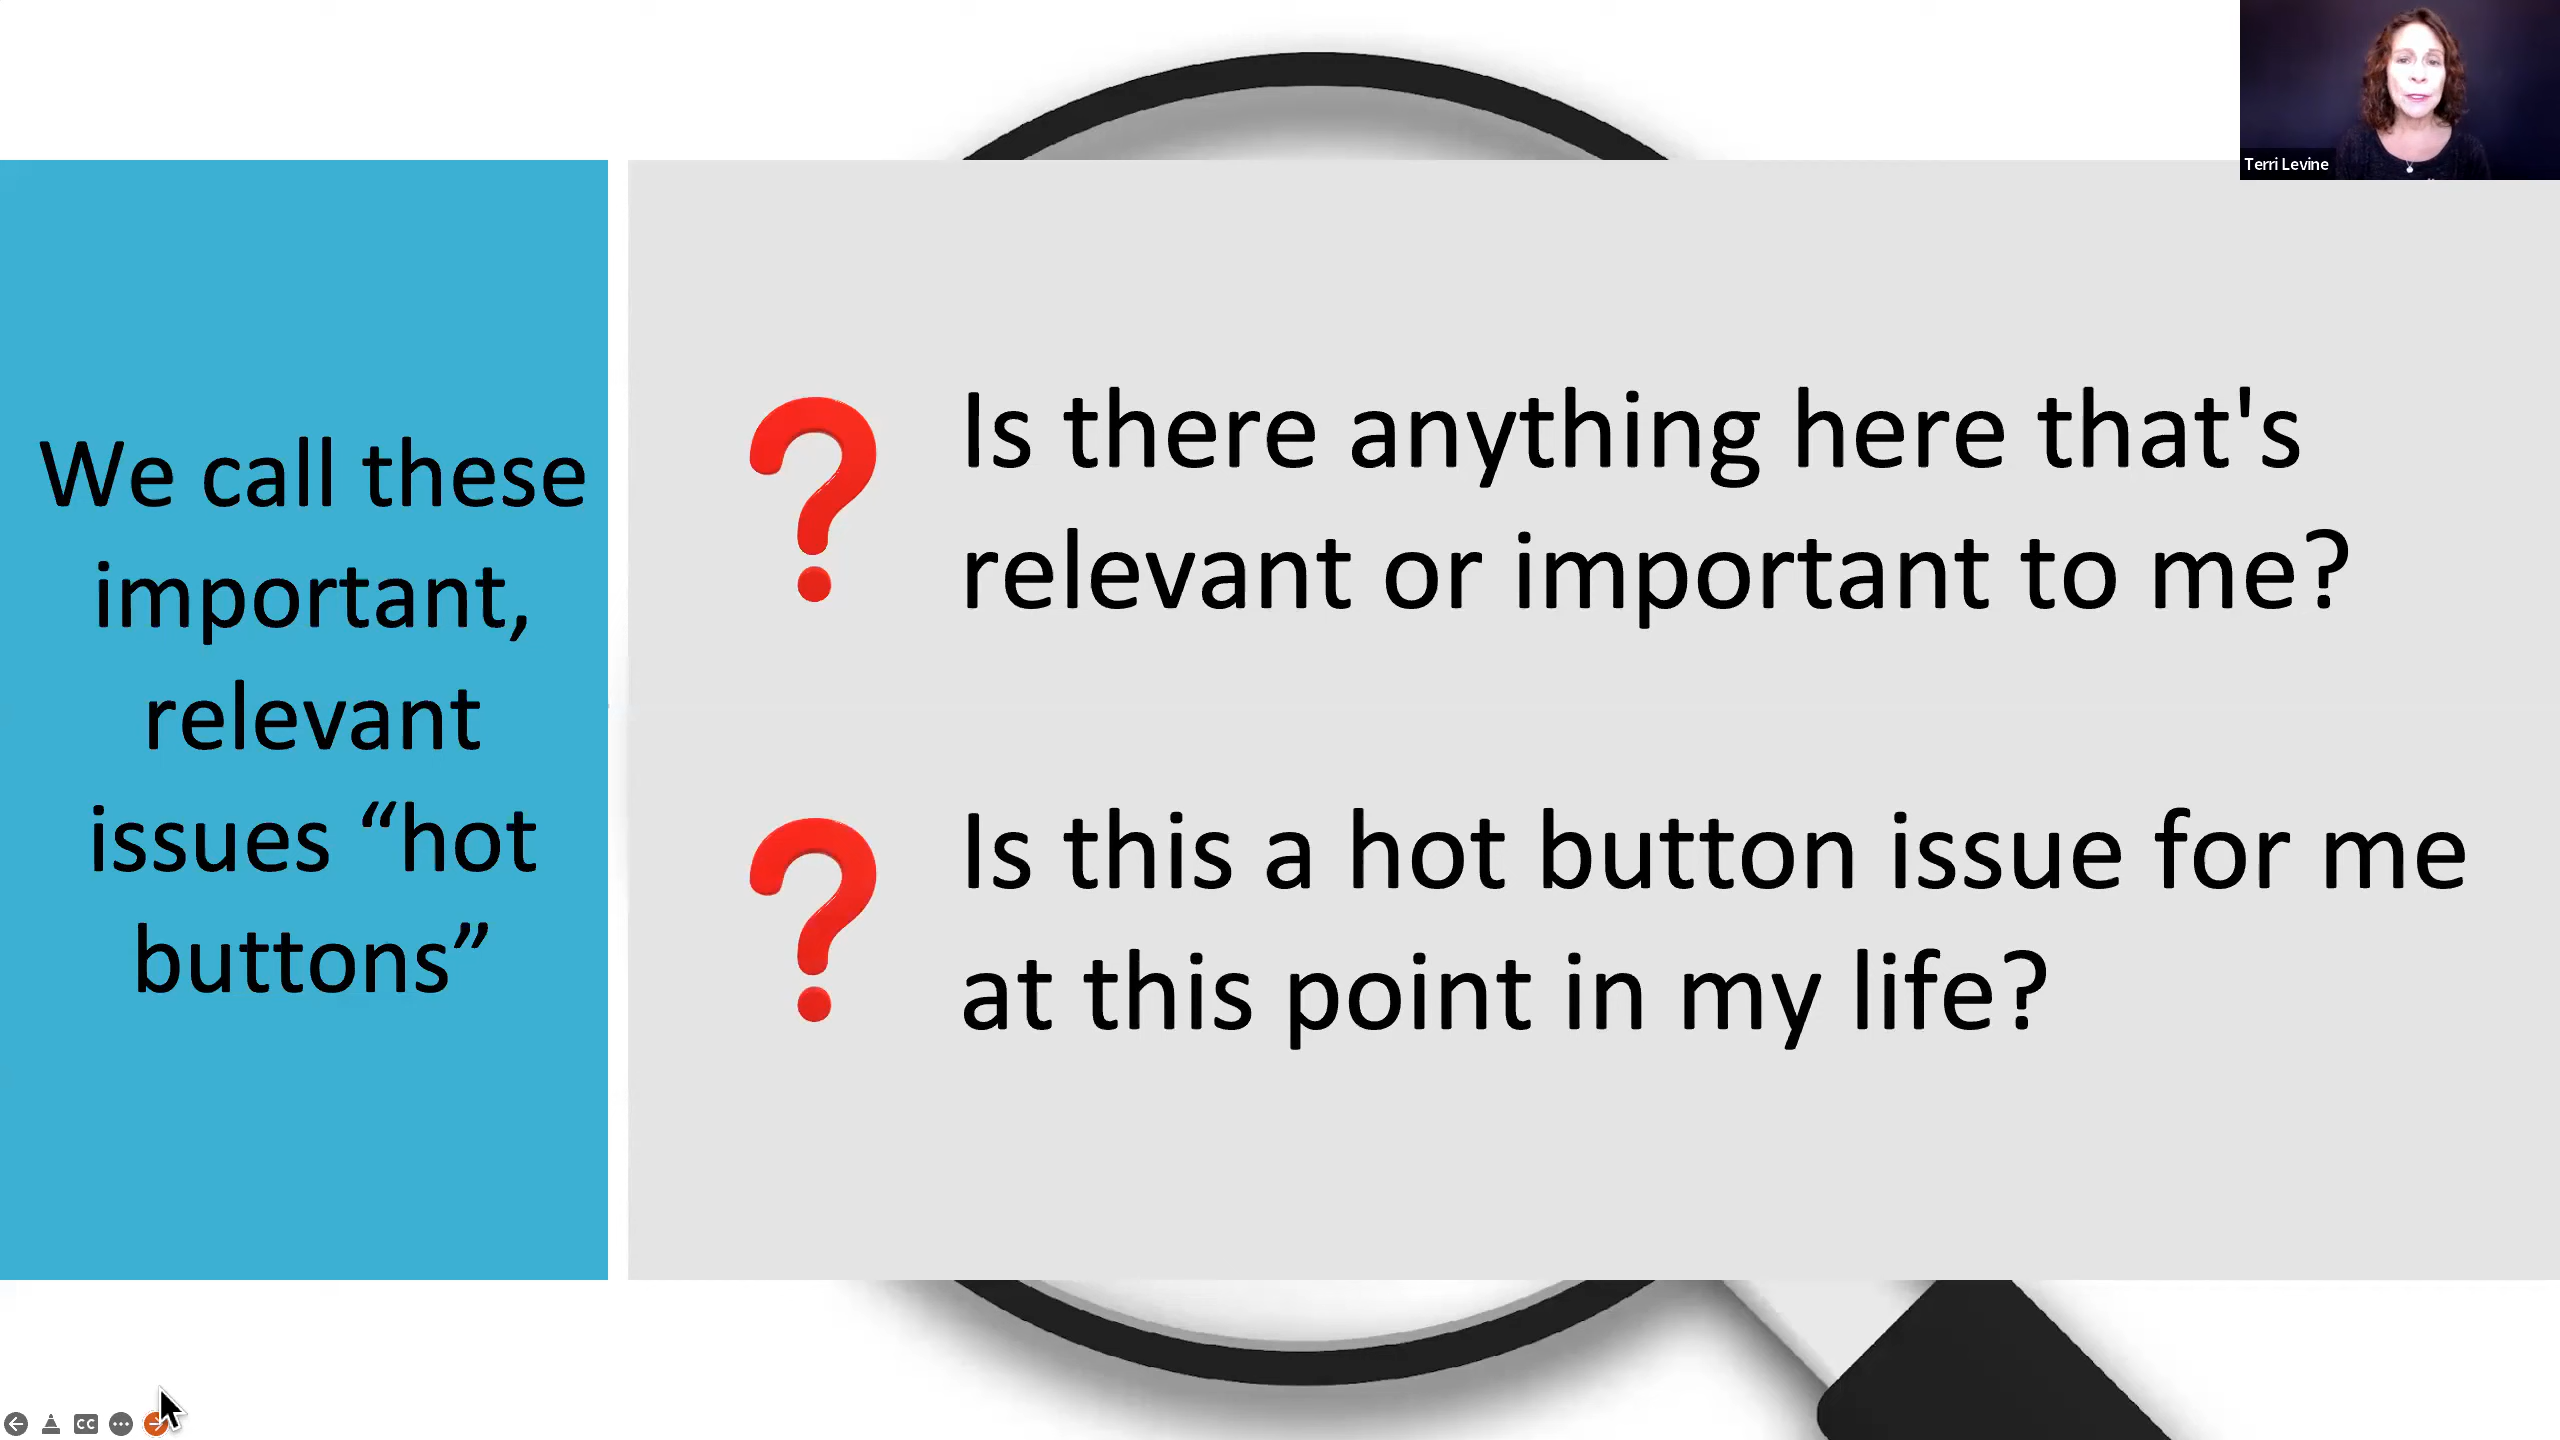 We call these
important,
relevant
issues “hot
buttons”
Is there anything here that's
relevant or important to me?
Is this a hot button issue for me
at this point in my life?
Terri Levine
CC